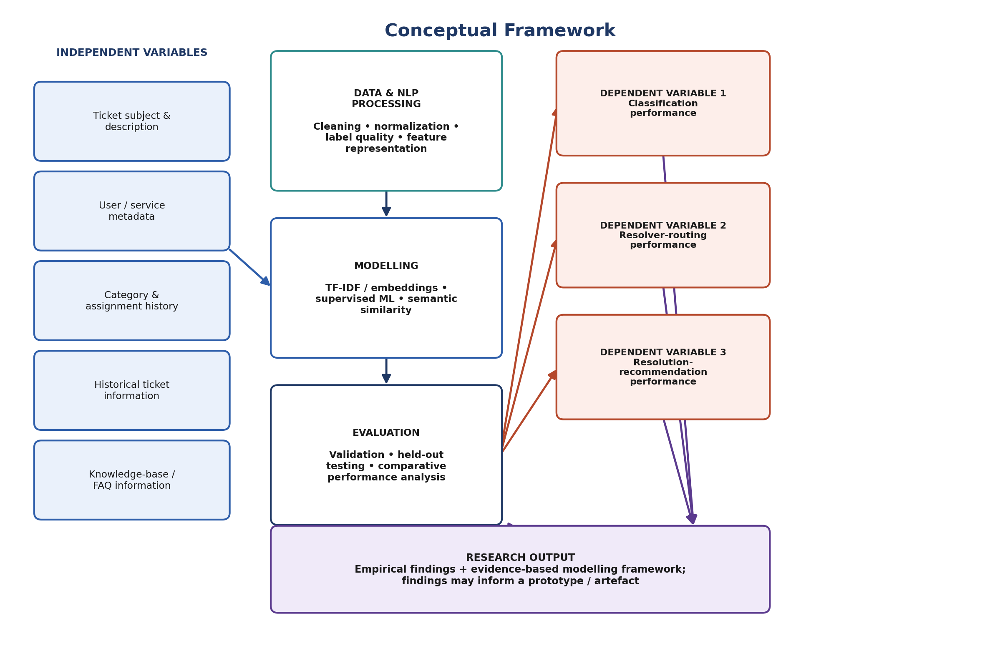 Conceptual Framework
INDEPENDENT VARIABLES
Ticket subject &
description
User / service
metadata
Category &
assignment history
Historical ticket
information
Knowledge-base /
FAQ information
DATA & NLP
PROCESSING
Cleaning • normalization •
label quality • feature
representation
MODELLING
TF-IDF / embeddings •
supervised ML • semantic
similarity
EVALUATION
Validation • held-out
testing • comparative
performance analysis
DEPENDENT VARIABLE 1
Classification
performance
DEPENDENT VARIABLE 2
Resolver-routing
performance
DEPENDENT VARIABLE 3
Resolution-
recommendation
performance
RESEARCH OUTPUT
Empirical findings + evidence-based modelling framework;
findings may inform a prototype / artefact